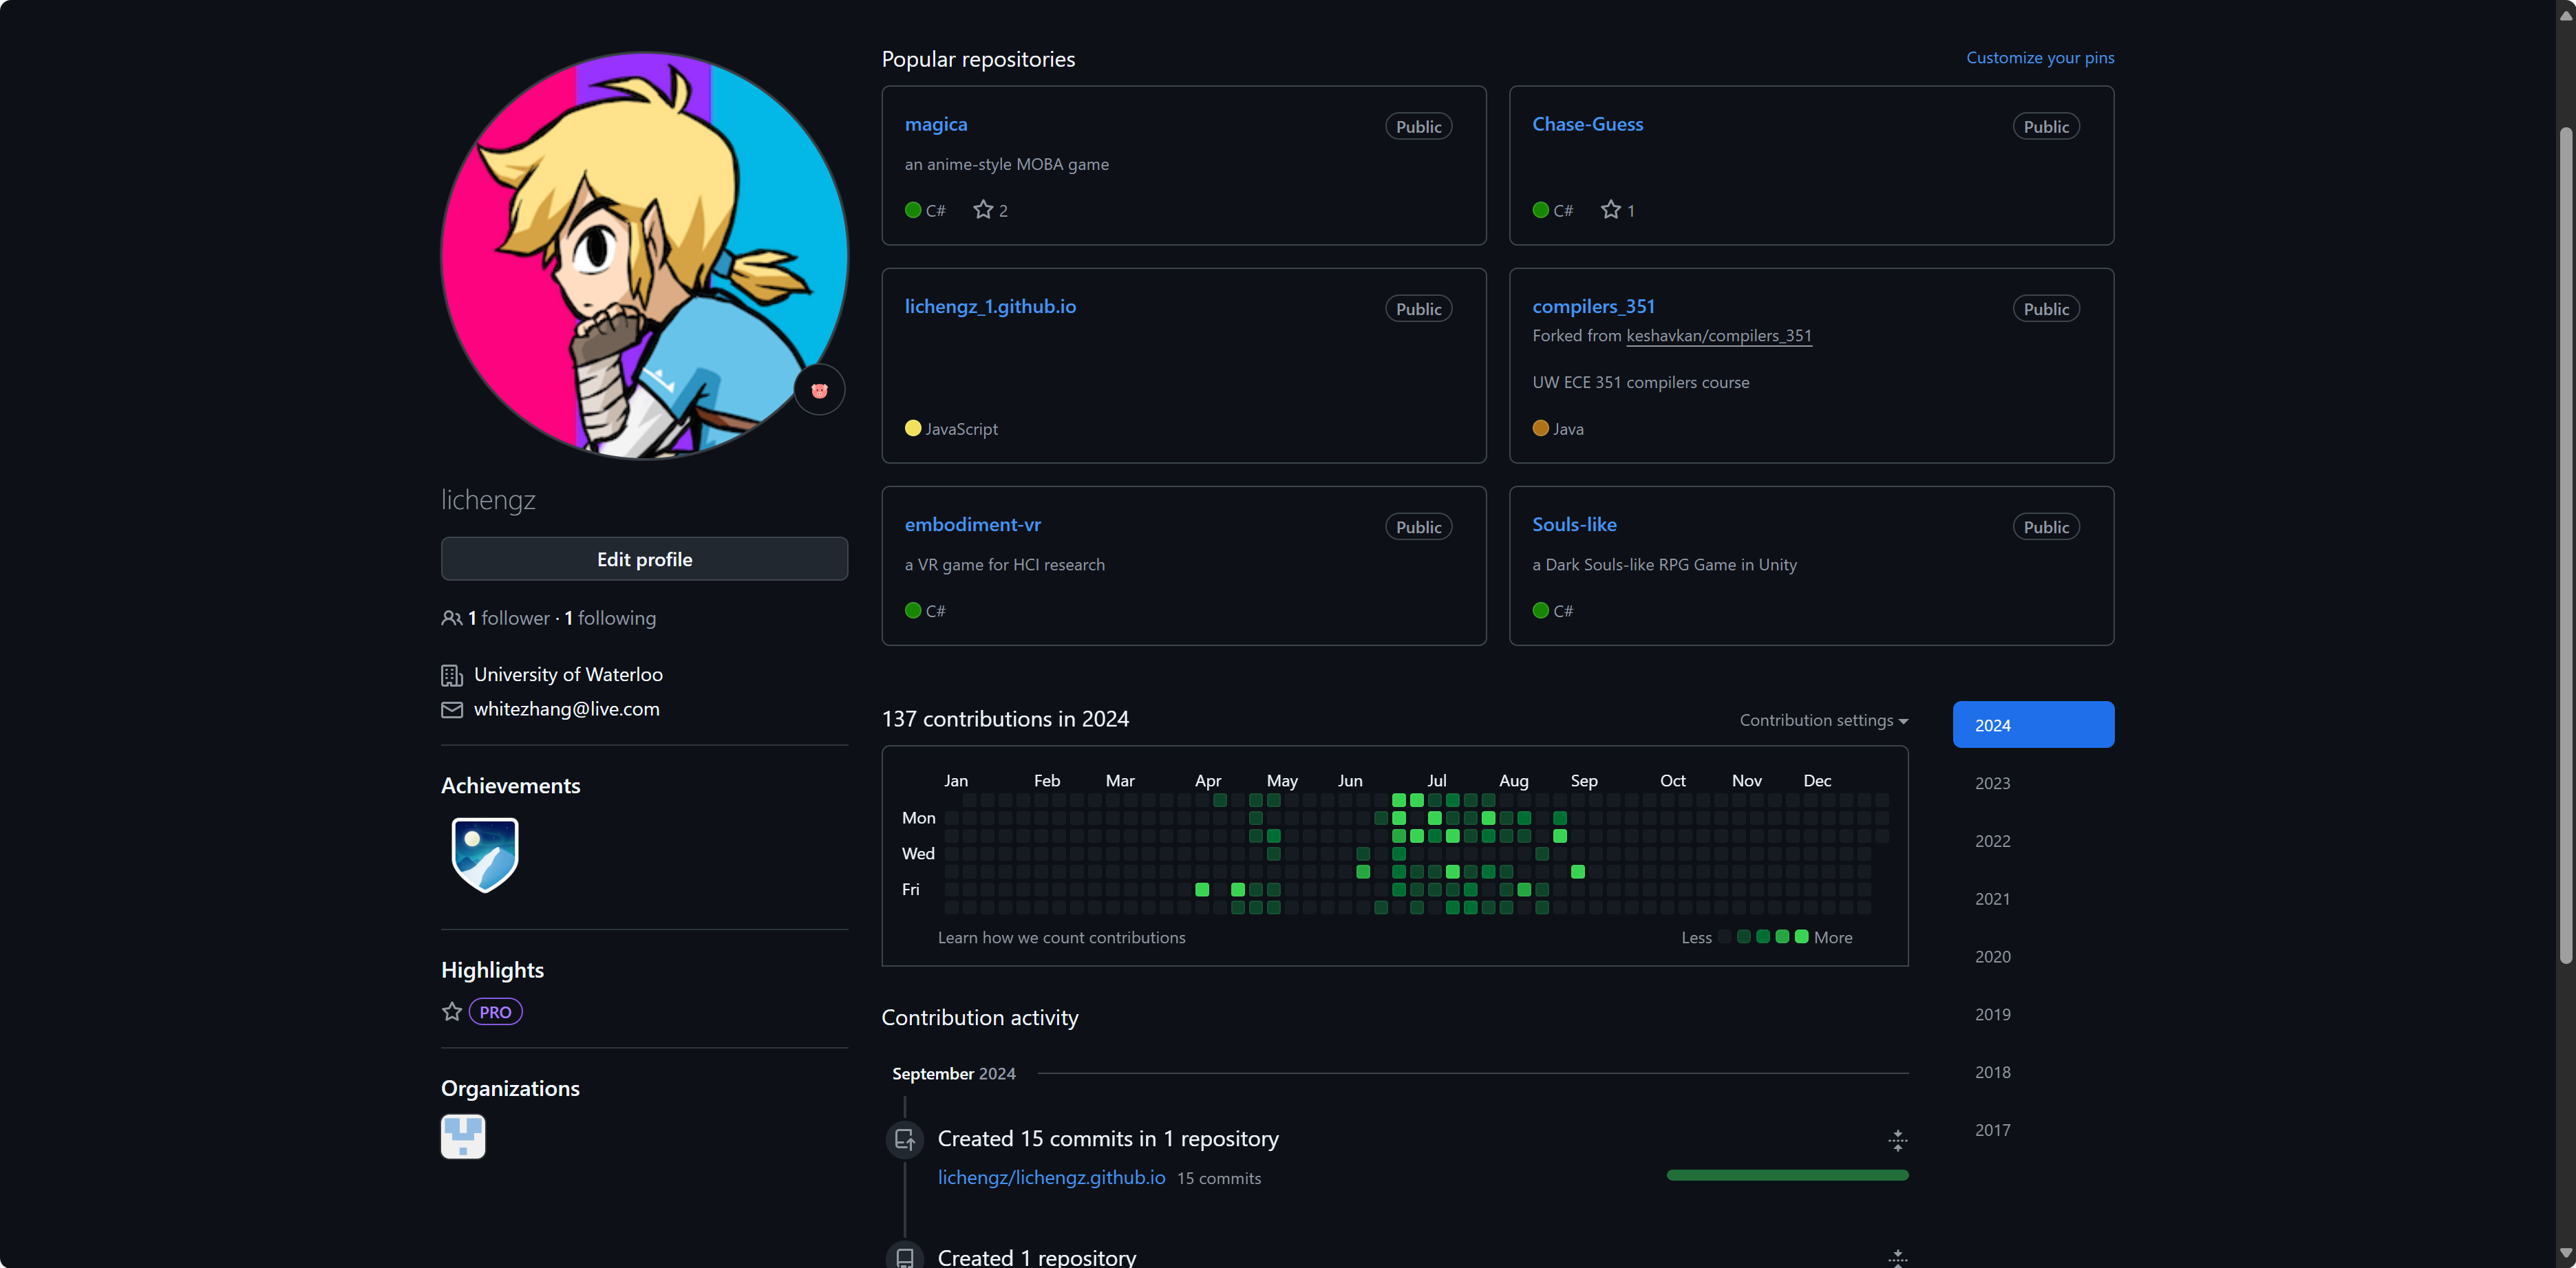 Popular repositories
Customize your pins
magica
Public
an anime-style MOBA game
C# 2
Chase-Guess
Public
C# 1
lichengz_1.github.io
Public
JavaScript
compilers_351
Public
Forked from keshavkan/compilers_351
UW ECE 351 compilers course
Java
embodiment-vr
Public
a VR game for HCI research
C#
Souls-like
Public
a Dark Souls-like RPG Game in Unity
C#
lichengz
Edit profile
1 follower · 1 following
University of Waterloo
whitezhang@live.com
Achievements
Highlights
PRO
Organizations
137 contributions in 2024
Contribution settings
Jan Feb Mar Apr May Jun Jul Aug Sep Oct Nov Dec
Mon
Wed
Fri
Learn how we count contributions
Less More
2024
2023
2022
2021
2020
2019
2018
2017
Contribution activity
September 2024
Created 15 commits in 1 repository
lichengz/lichengz.github.io 15 commits
Created 1 repository